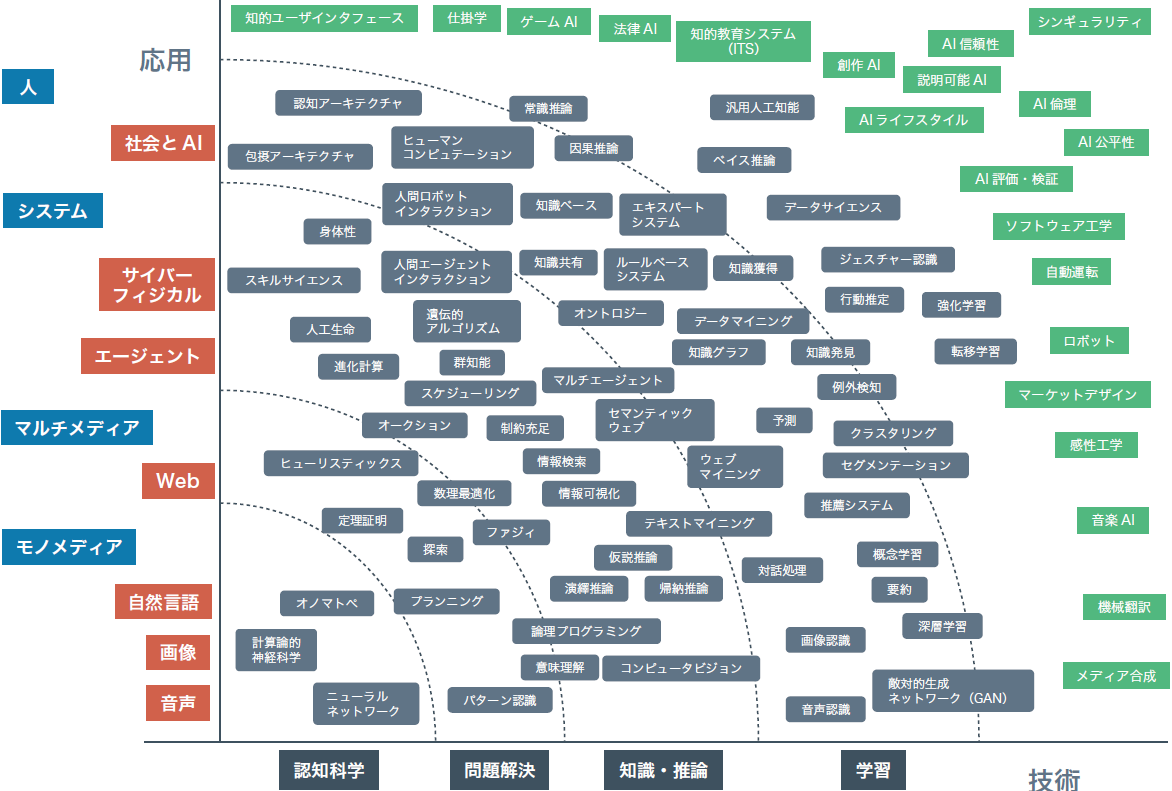 知的ユーザインタフェース
仕掛学
ゲーム AI
法律 AI
知的教育システム
（ITS）
シンギュラリティ
AI 信頼性
創作 AI
説明可能 AI
応用
人
認知アーキテクチャ
常識推論
汎用人工知能
AI ライフスタイル
AI 倫理
社会と AI
包摂アーキテクチャ
ヒューマン
コンピュテーション
因果推論
ベイス推論
AI 公平性
AI 評価・検証
システム
人間ロボット
インタラクション
知識ベース
エキスパート
システム
データサイエンス
ソフトウェア工学
身体性
サイバー
フィジカル
スキルサイエンス
人間エージェント
インタラクション
知識共有
ルールベース
システム
知識獲得
ジェスチャー認識
自動運転
人工生命
遺伝的
アルゴリズム
オントロジー
データマイニング
行動推定
強化学習
エージェント
進化計算
群知能
知識グラフ
知識発見
転移学習
ロボット
スケジューリング
マルチエージェント
例外検知
マーケットデザイン
マルチメディア
オークション
制約充足
セマンティック
ウェブ
予測
クラスタリング
感性工学
Web
ヒューリスティックス
情報検索
ウェブ
マイニング
セグメンテーション
数理最適化
情報可視化
推薦システム
モノメディア
定理証明
ファジィ
テキストマイニング
音楽 AI
探索
仮説推論
対話処理
概念学習
自然言語
オノマトペ
プランニング
演繹推論
帰納推論
要約
機械翻訳
画像
計算論的
神経科学
論理プログラミング
画像認識
深層学習
意味理解
コンピュータビジョン
メディア合成
音声
ニューラル
ネットワーク
パターン認識
音声認識
敵対的生成
ネットワーク（GAN）
認知科学
問題解決
知識・推論
学習
技術